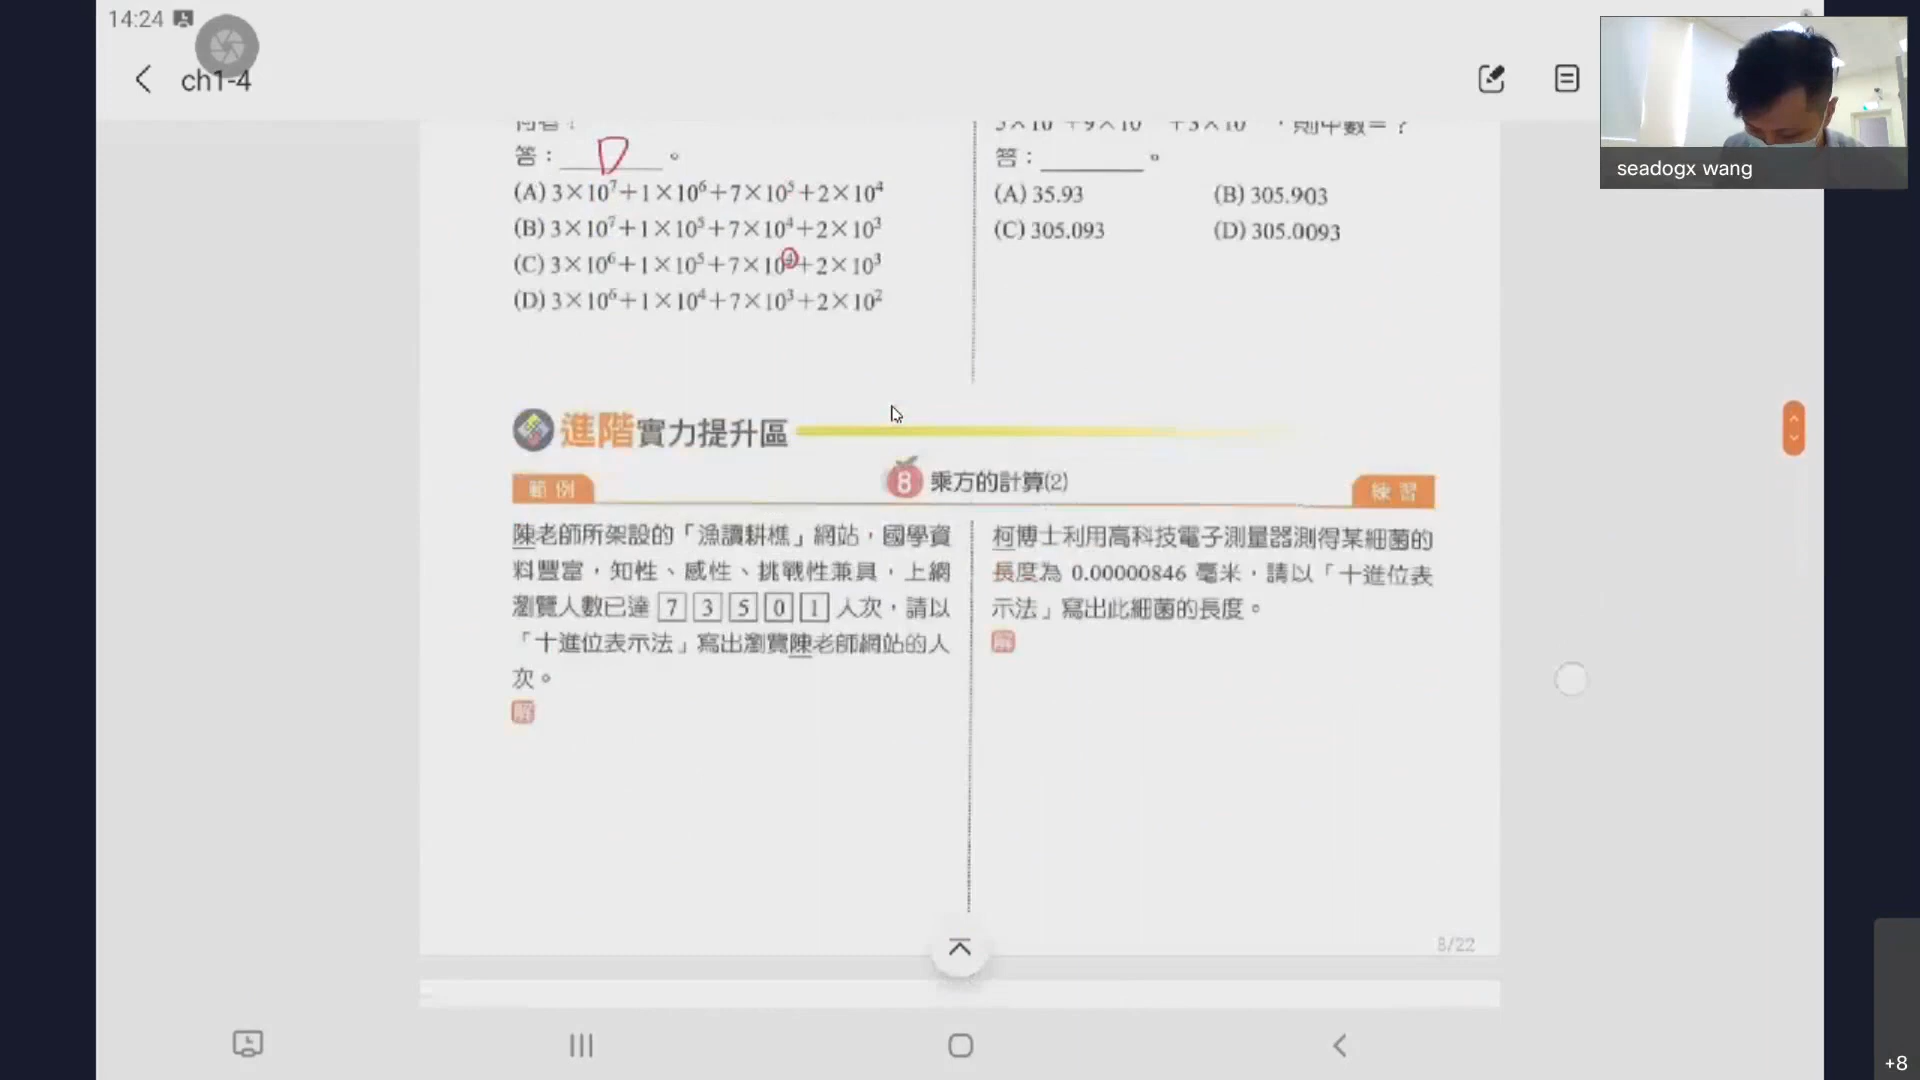 14:24
ch1-4
seadogx wang
答：D。
(A) 3×10⁷+1×10⁶+7×10⁵+2×10⁴
(B) 3×10⁷+1×10⁵+7×10⁴+2×10³
(C) 3×10⁶+1×10⁵+7×10⁴+2×10³
(D) 3×10⁶+1×10⁴+7×10³+2×10²
，則甲數＝？
答：______。
(A) 35.93
(B) 305.903
(C) 305.093
(D) 305.0093
進階實力提升區
8 乘方的計算(2)
範例
陳老師所架設的「漁讀耕樵」網站，國學資
料豐富，知性、感性、挑戰性兼具，上網
瀏覽人數已達 7 3 5 0 1 人次，請以
「十進位表示法」寫出瀏覽陳老師網站的人
次。
解
練習
柯博士利用高科技電子測量器測得某細菌的
長度為 0.00000846 毫米，請以「十進位表
示法」寫出此細菌的長度。
解
8/22
+8